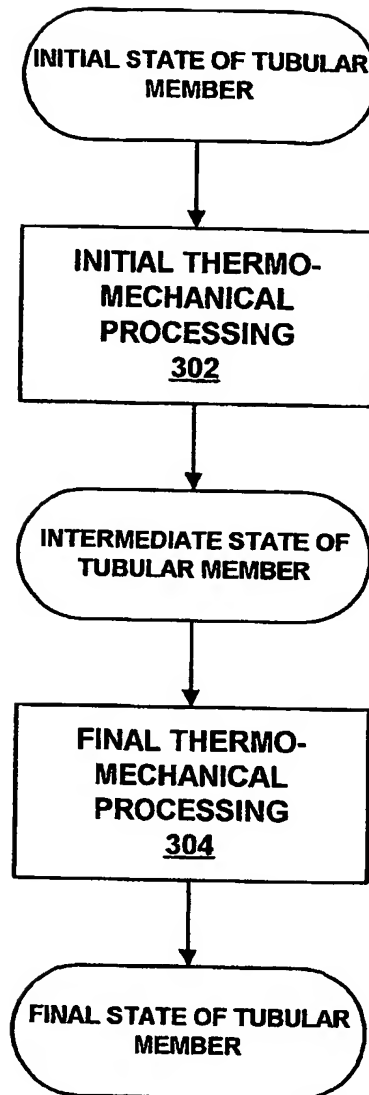 INITIAL STATE OF TUBULAR
MEMBER
INITIAL THERMO-
MECHANICAL
PROCESSING
302
INTERMEDIATE STATE OF
TUBULAR MEMBER
FINAL THERMO-
MECHANICAL
PROCESSING
304
FINAL STATE OF TUBULAR
MEMBER